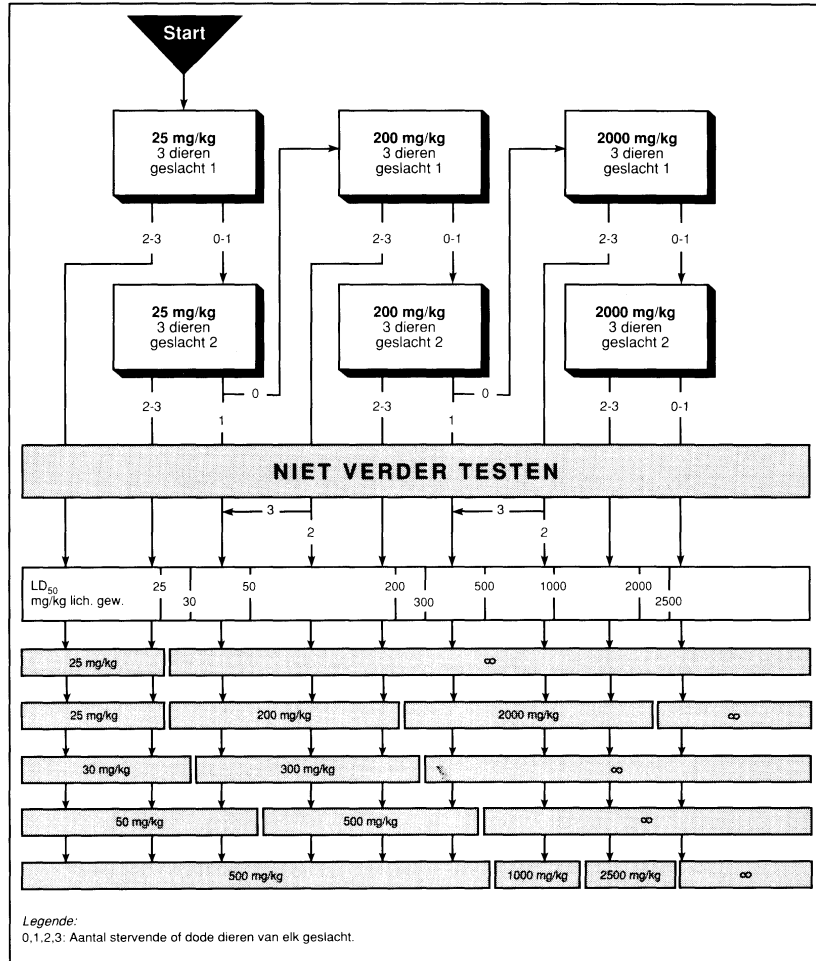 Start
25 mg/kg
3 dieren
geslacht 1
200 mg/kg
3 dieren
geslacht 1
2000 mg/kg
3 dieren
geslacht 1
2-3 0-1 2-3 0-1 2-3 0-1
25 mg/kg
3 dieren
geslacht 2
200 mg/kg
3 dieren
geslacht 2
2000 mg/kg
3 dieren
geslacht 2
0 0
2-3 2-3 2-3 0-1
1 1
NIET VERDER TESTEN
3 3
2 2
LD50
mg/kg lich. gew.
25 50 200 500 1000 2000
30 300 2500
25 mg/kg ∞
25 mg/kg 200 mg/kg 2000 mg/kg ∞
30 mg/kg 300 mg/kg ∞
50 mg/kg 500 mg/kg ∞
500 mg/kg 1000 mg/kg 2500 mg/kg ∞
Legende:
0,1,2,3: Aantal stervende of dode dieren van elk geslacht.